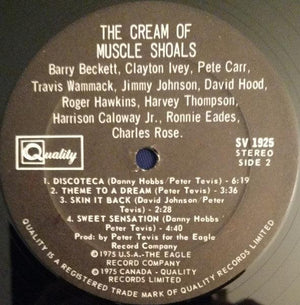 THE CREAM OF
MUSCLE SHOALS
Barry Beckett, Clayton Ivey, Pete Carr,
Travis Wammack, Jimmy Johnson, David Hood,
Roger Hawkins, Harvey Thompson,
Harrison Caloway Jr., Ronnie Eades,
Charles Rose.
Quality
SV 1925
STEREO
SIDE 2
1. DISCOTECA (Danny Hobbs/Peter Tevis) - 6:30
2. THEME TO A DREAM (Peter Tevis) - 3:36
3. SKIN IT BACK (David Johnson/Peter
Tevis) - 2:28
4. SWEET SENSATION (Danny Hobbs/
Peter Tevis) - 4:40
Prod: by Peter Tevis for the Eagle
Record Company
©1975 U.S.A.-THE EAGLE
RECORD COMPANY
©1975 CANADA - QUALITY
RECORDS LIMITED
QUALITY IS A REGISTERED TRADE MARK OF QUALITY RECORDS LIMITED